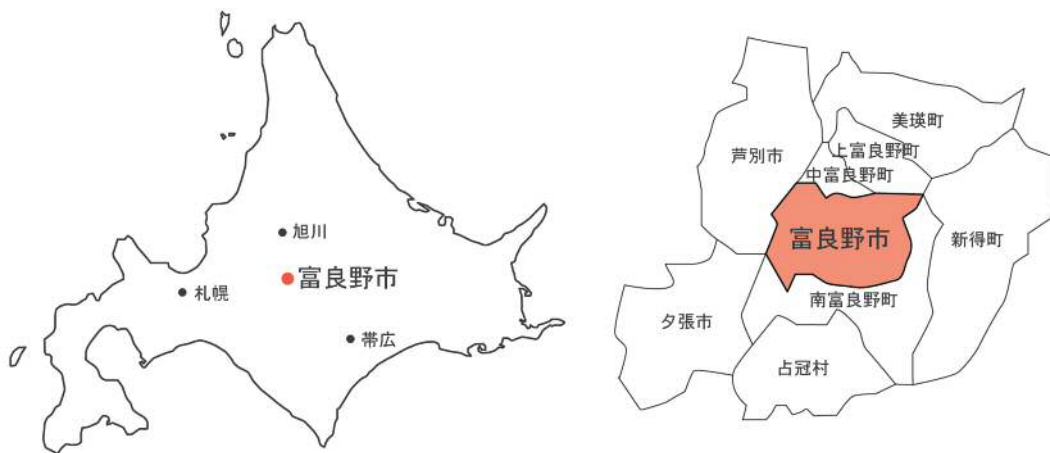 旭川
富良野市
札幌
帯広
美瑛町
上富良野町
芦別市
中富良野町
富良野市
新得町
南富良野町
夕張市
占冠村